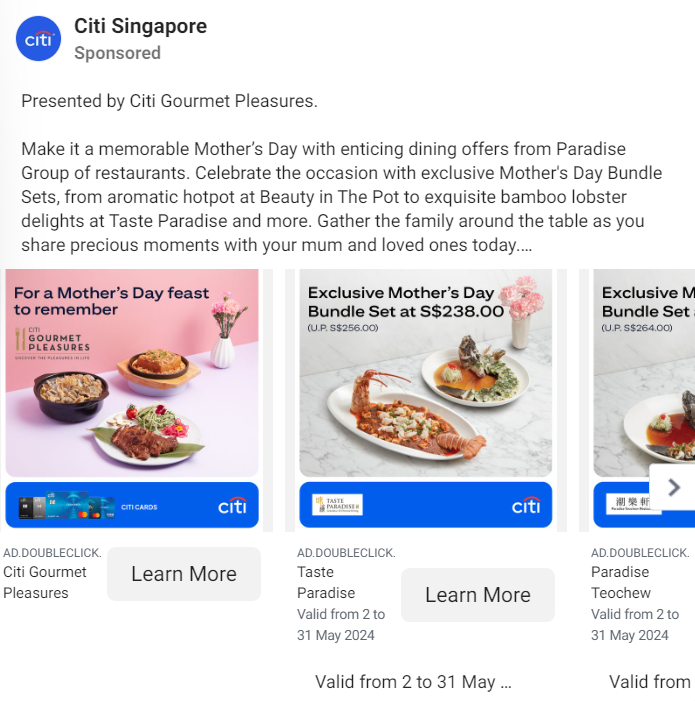 citi
Citi Singapore
Sponsored
Presented by Citi Gourmet Pleasures.
Make it a memorable Mother’s Day with enticing dining offers from Paradise
Group of restaurants. Celebrate the occasion with exclusive Mother's Day Bundle
Sets, from aromatic hotpot at Beauty in The Pot to exquisite bamboo lobster
delights at Taste Paradise and more. Gather the family around the table as you
share precious moments with your mum and loved ones today....
For a Mother’s Day feast
to remember
CITI
GOURMET
PLEASURES
UNCOVER THE PLEASURES IN LIFE
CITI CARDS
citi
AD.DOUBLECLICK.
Citi Gourmet
Pleasures
Learn More
Exclusive Mother’s Day
Bundle Set at S$238.00
(U.P. S$256.00)
TASTE
PARADISE
citi
AD.DOUBLECLICK.
Taste
Paradise
Valid from 2 to
31 May 2024
Learn More
Valid from 2 to 31 May ...
Exclusive M
Bundle Set
(U.P. S$264.00)
潮樂軒
AD.DOUBLECLICK.
Paradise
Teochew
Valid from 2 to
31 May 2024
Valid from